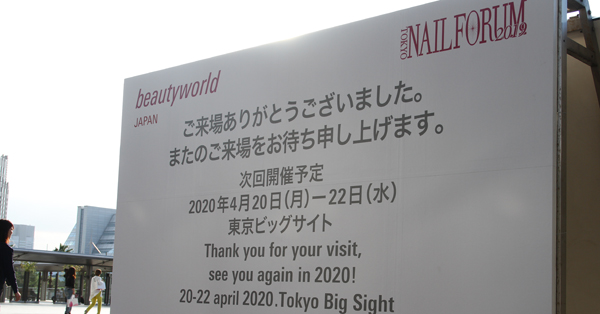 beautyworld
JAPAN
TOKYO
NAIL FORUM
ご来場ありがとうございました。
またのご来場をお待ち申し上げます。
次回開催予定
2020年4月20日(月)ー22日(水)
東京ビッグサイト
Thank you for your visit,
see you again in 2020!
20-22 april 2020.Tokyo Big Sight